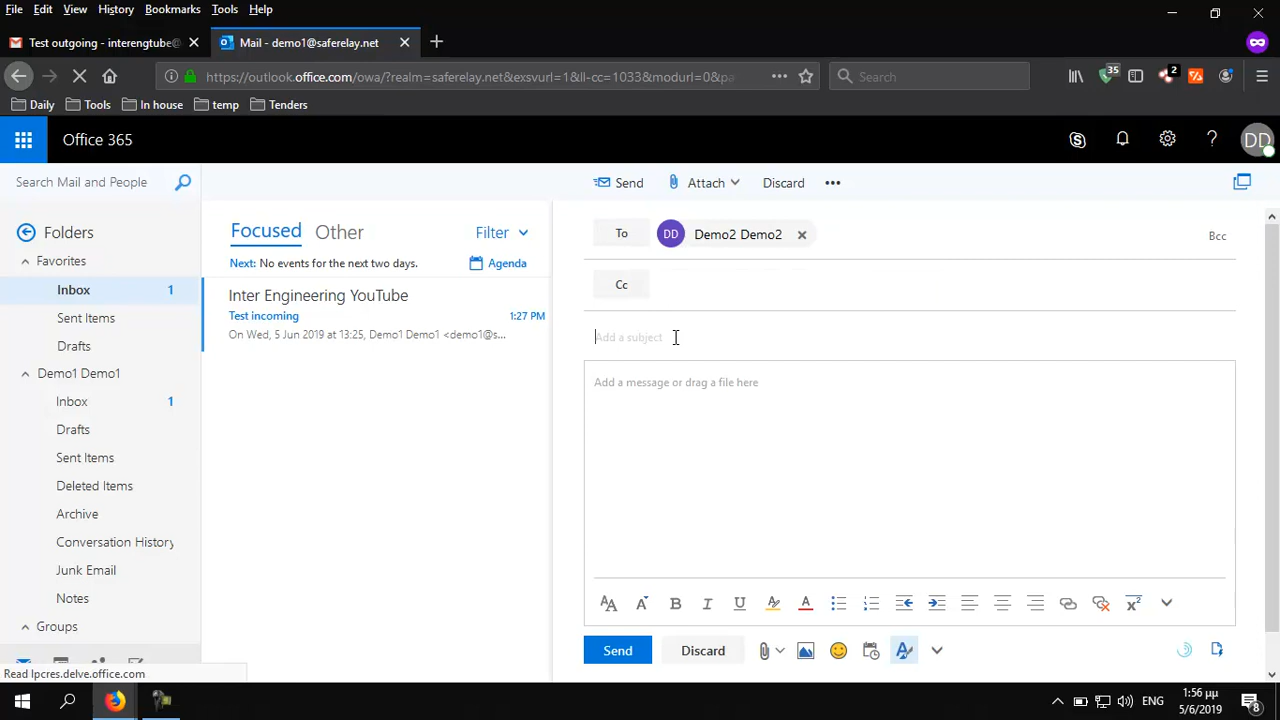 File Edit View History Bookmarks Tools Help
Test outgoing - interengtube@
Mail - demo1@saferelay.net
https://outlook.office.com/owa/?realm=saferelay.net&exsvurl=1&ll-cc=1033&modurl=0&pa
Search
35
2
Daily Tools In house temp Tenders
Office 365
DD
Search Mail and People
Send Attach Discard
Folders
Favorites
Inbox 1
Sent Items
Drafts
Demo1 Demo1
Inbox 1
Drafts
Sent Items
Deleted Items
Archive
Conversation History
Junk Email
Notes
Groups
Read lpcres.delve.office.com
Focused Other Filter
Next: No events for the next two days. Agenda
Inter Engineering YouTube
Test incoming 1:27 PM
On Wed, 5 Jun 2019 at 13:25, Demo1 Demo1 <demo1@s...
To DD Demo2 Demo2
Bcc
Cc
Add a subject
Add a message or drag a file here
Send Discard
ΕΝG
1:56 μμ
5/6/2019
8